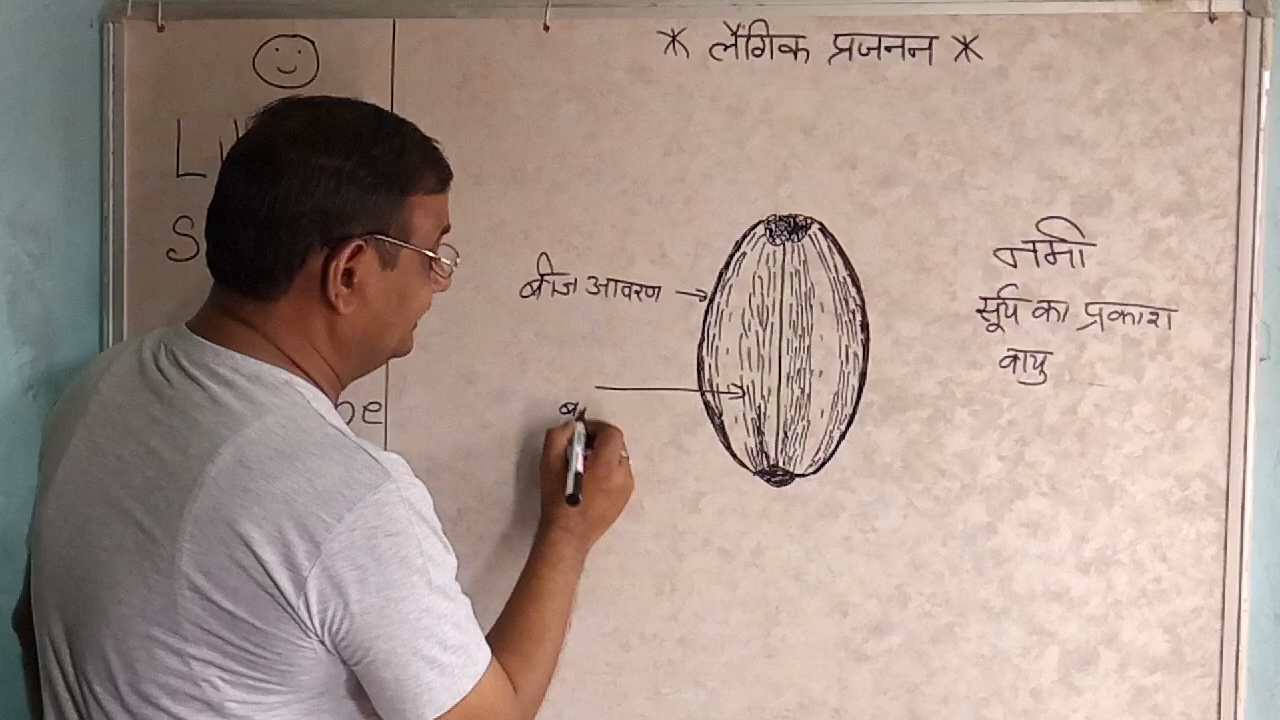 * लैंगिक प्रजनन *
बीज आवरण →
नमी
सूर्य का प्रकाश
वायु